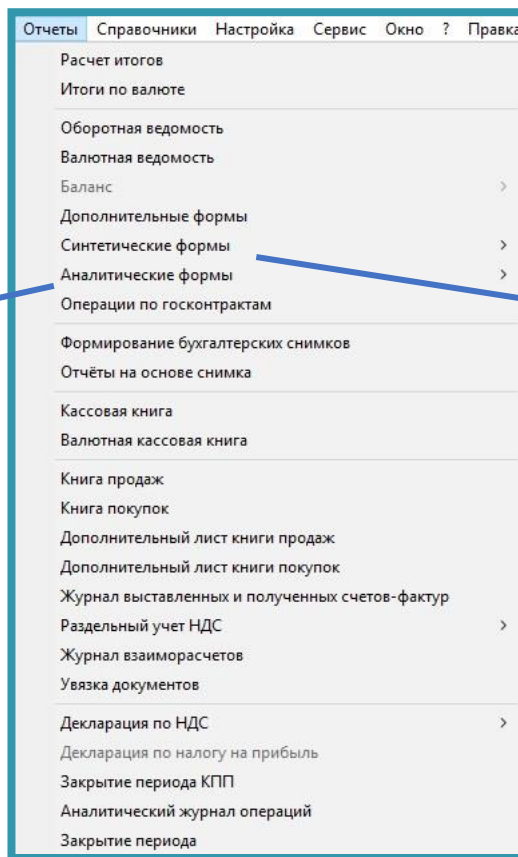 Отчеты Справочники Настройка Сервис Окно ? Правка
Расчет итогов
Итоги по валюте
Оборотная ведомость
Валютная ведомость
Баланс
Дополнительные формы
Синтетические формы
Аналитические формы
Операции по госконтрактам
Формирование бухгалтерских снимков
Отчёты на основе снимка
Кассовая книга
Валютная кассовая книга
Книга продаж
Книга покупок
Дополнительный лист книги продаж
Дополнительный лист книги покупок
Журнал выставленных и полученных счетов-фактур
Раздельный учет НДС
Журнал взаиморасчетов
Увязка документов
Декларация по НДС
Декларация по налогу на прибыль
Закрытие периода КПП
Аналитический журнал операций
Закрытие периода